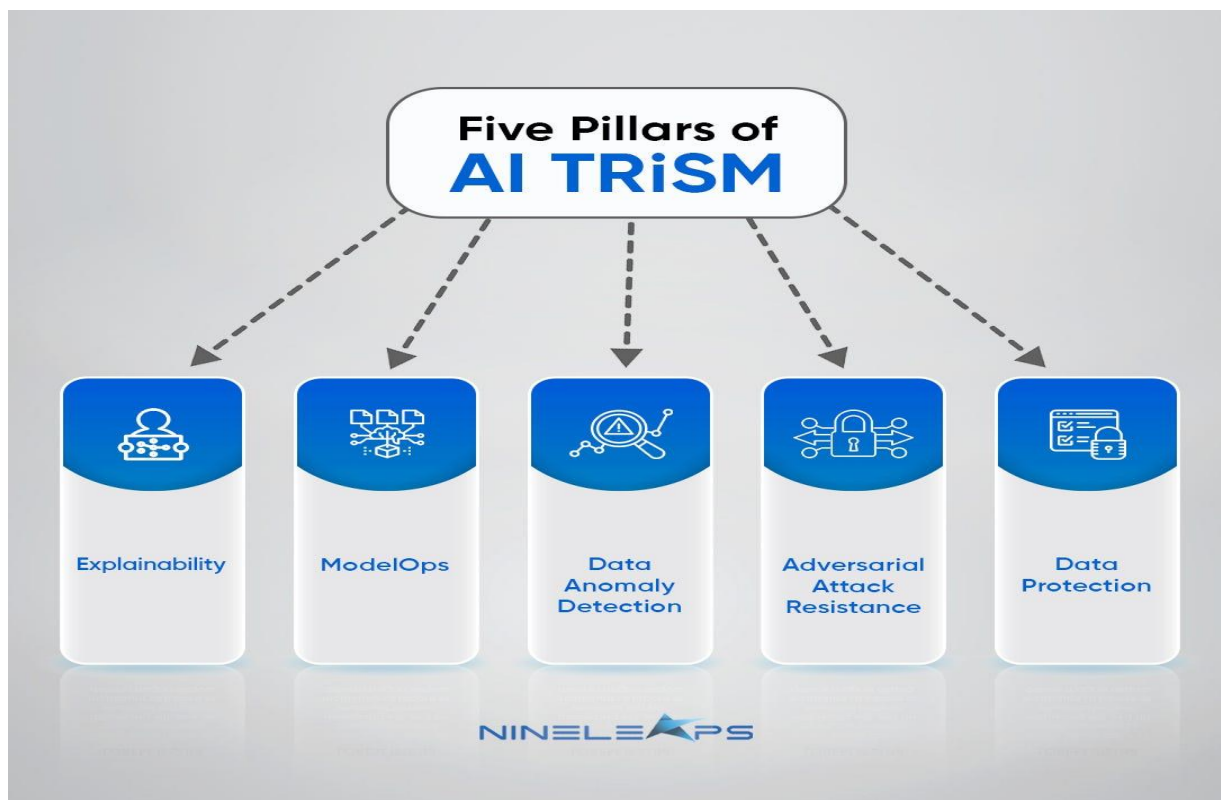 Five Pillars of
AI TRiSM
Explainability
ModelOps
Data
Anomaly
Detection
Adversarial
Attack
Resistance
Data
Protection
NINELEAPS